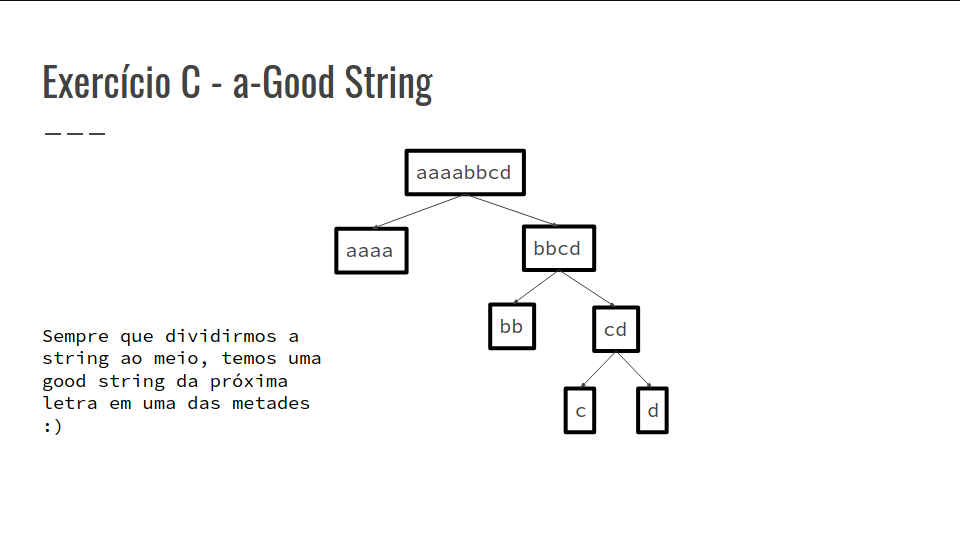 Exercício C - a-Good String
aaaabbcd
aaaa
bbcd
bb
cd
c
d
Sempre que dividirmos a
string ao meio, temos uma
good string da próxima
letra em uma das metades
:)